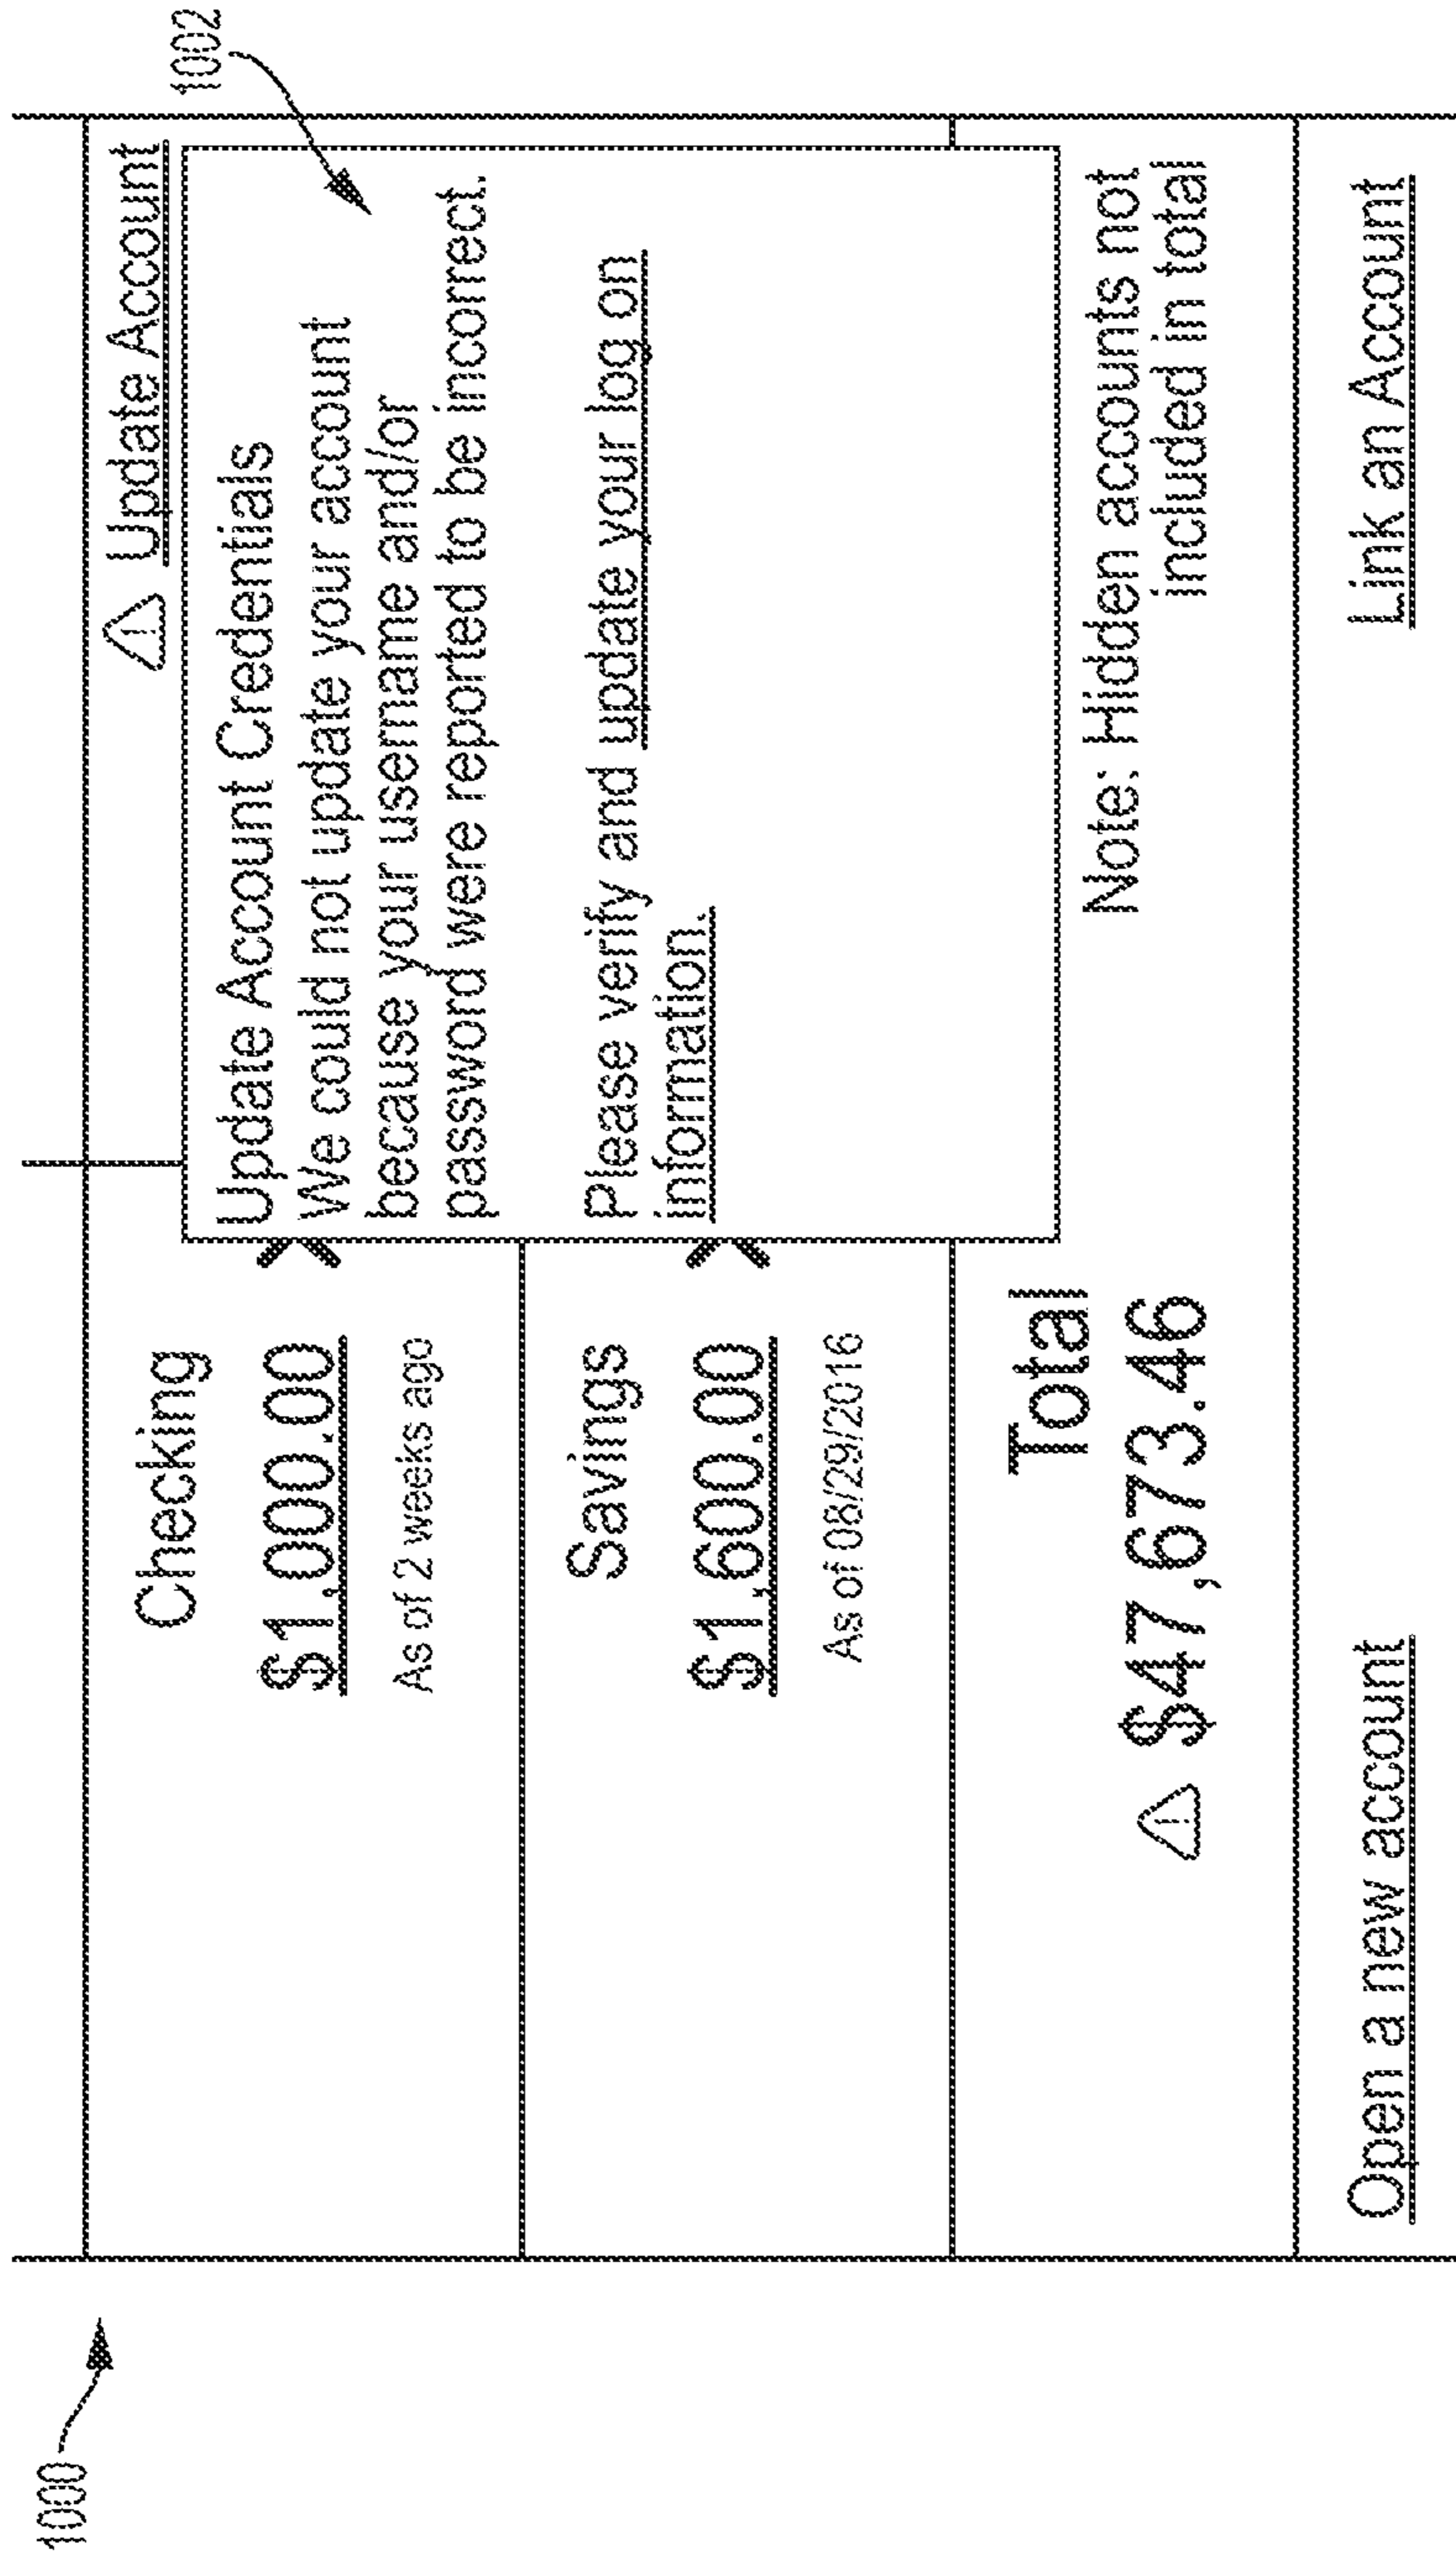 1000
1002
⚠ Update Account
Checking
$1,000.00
As of 2 weeks ago
Update Account Credentials
We could not update your account
because your username and/or
password were reported to be incorrect.
Please verify and update your log on
information.
Savings
$1,600.00
As of 08/29/2016
Total
⚠ $47,673.46
Note: Hidden accounts not
included in total
Open a new account
Link an Account